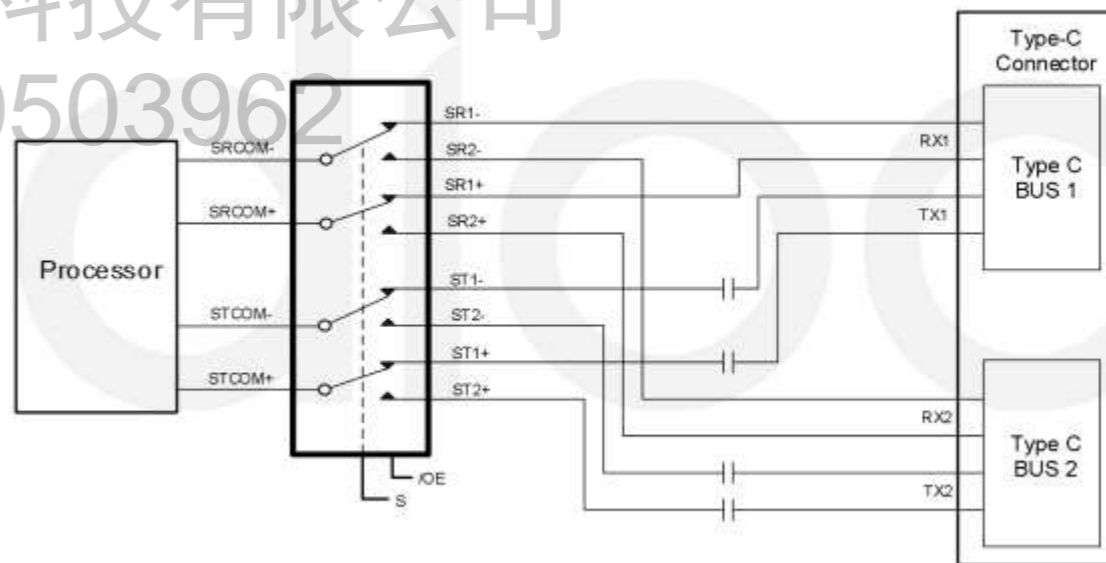 科技有限公司
0503962
Type-C
Connector
SR1-
SRCOM-
SR2-
RX1
Type C
BUS 1
SR1+
SRCOM+
SR2+
TX1
Processor
ST1-
STCOM-
ST2-
ST1+
STCOM+
ST2+
RX2
Type C
BUS 2
/OE
S
TX2